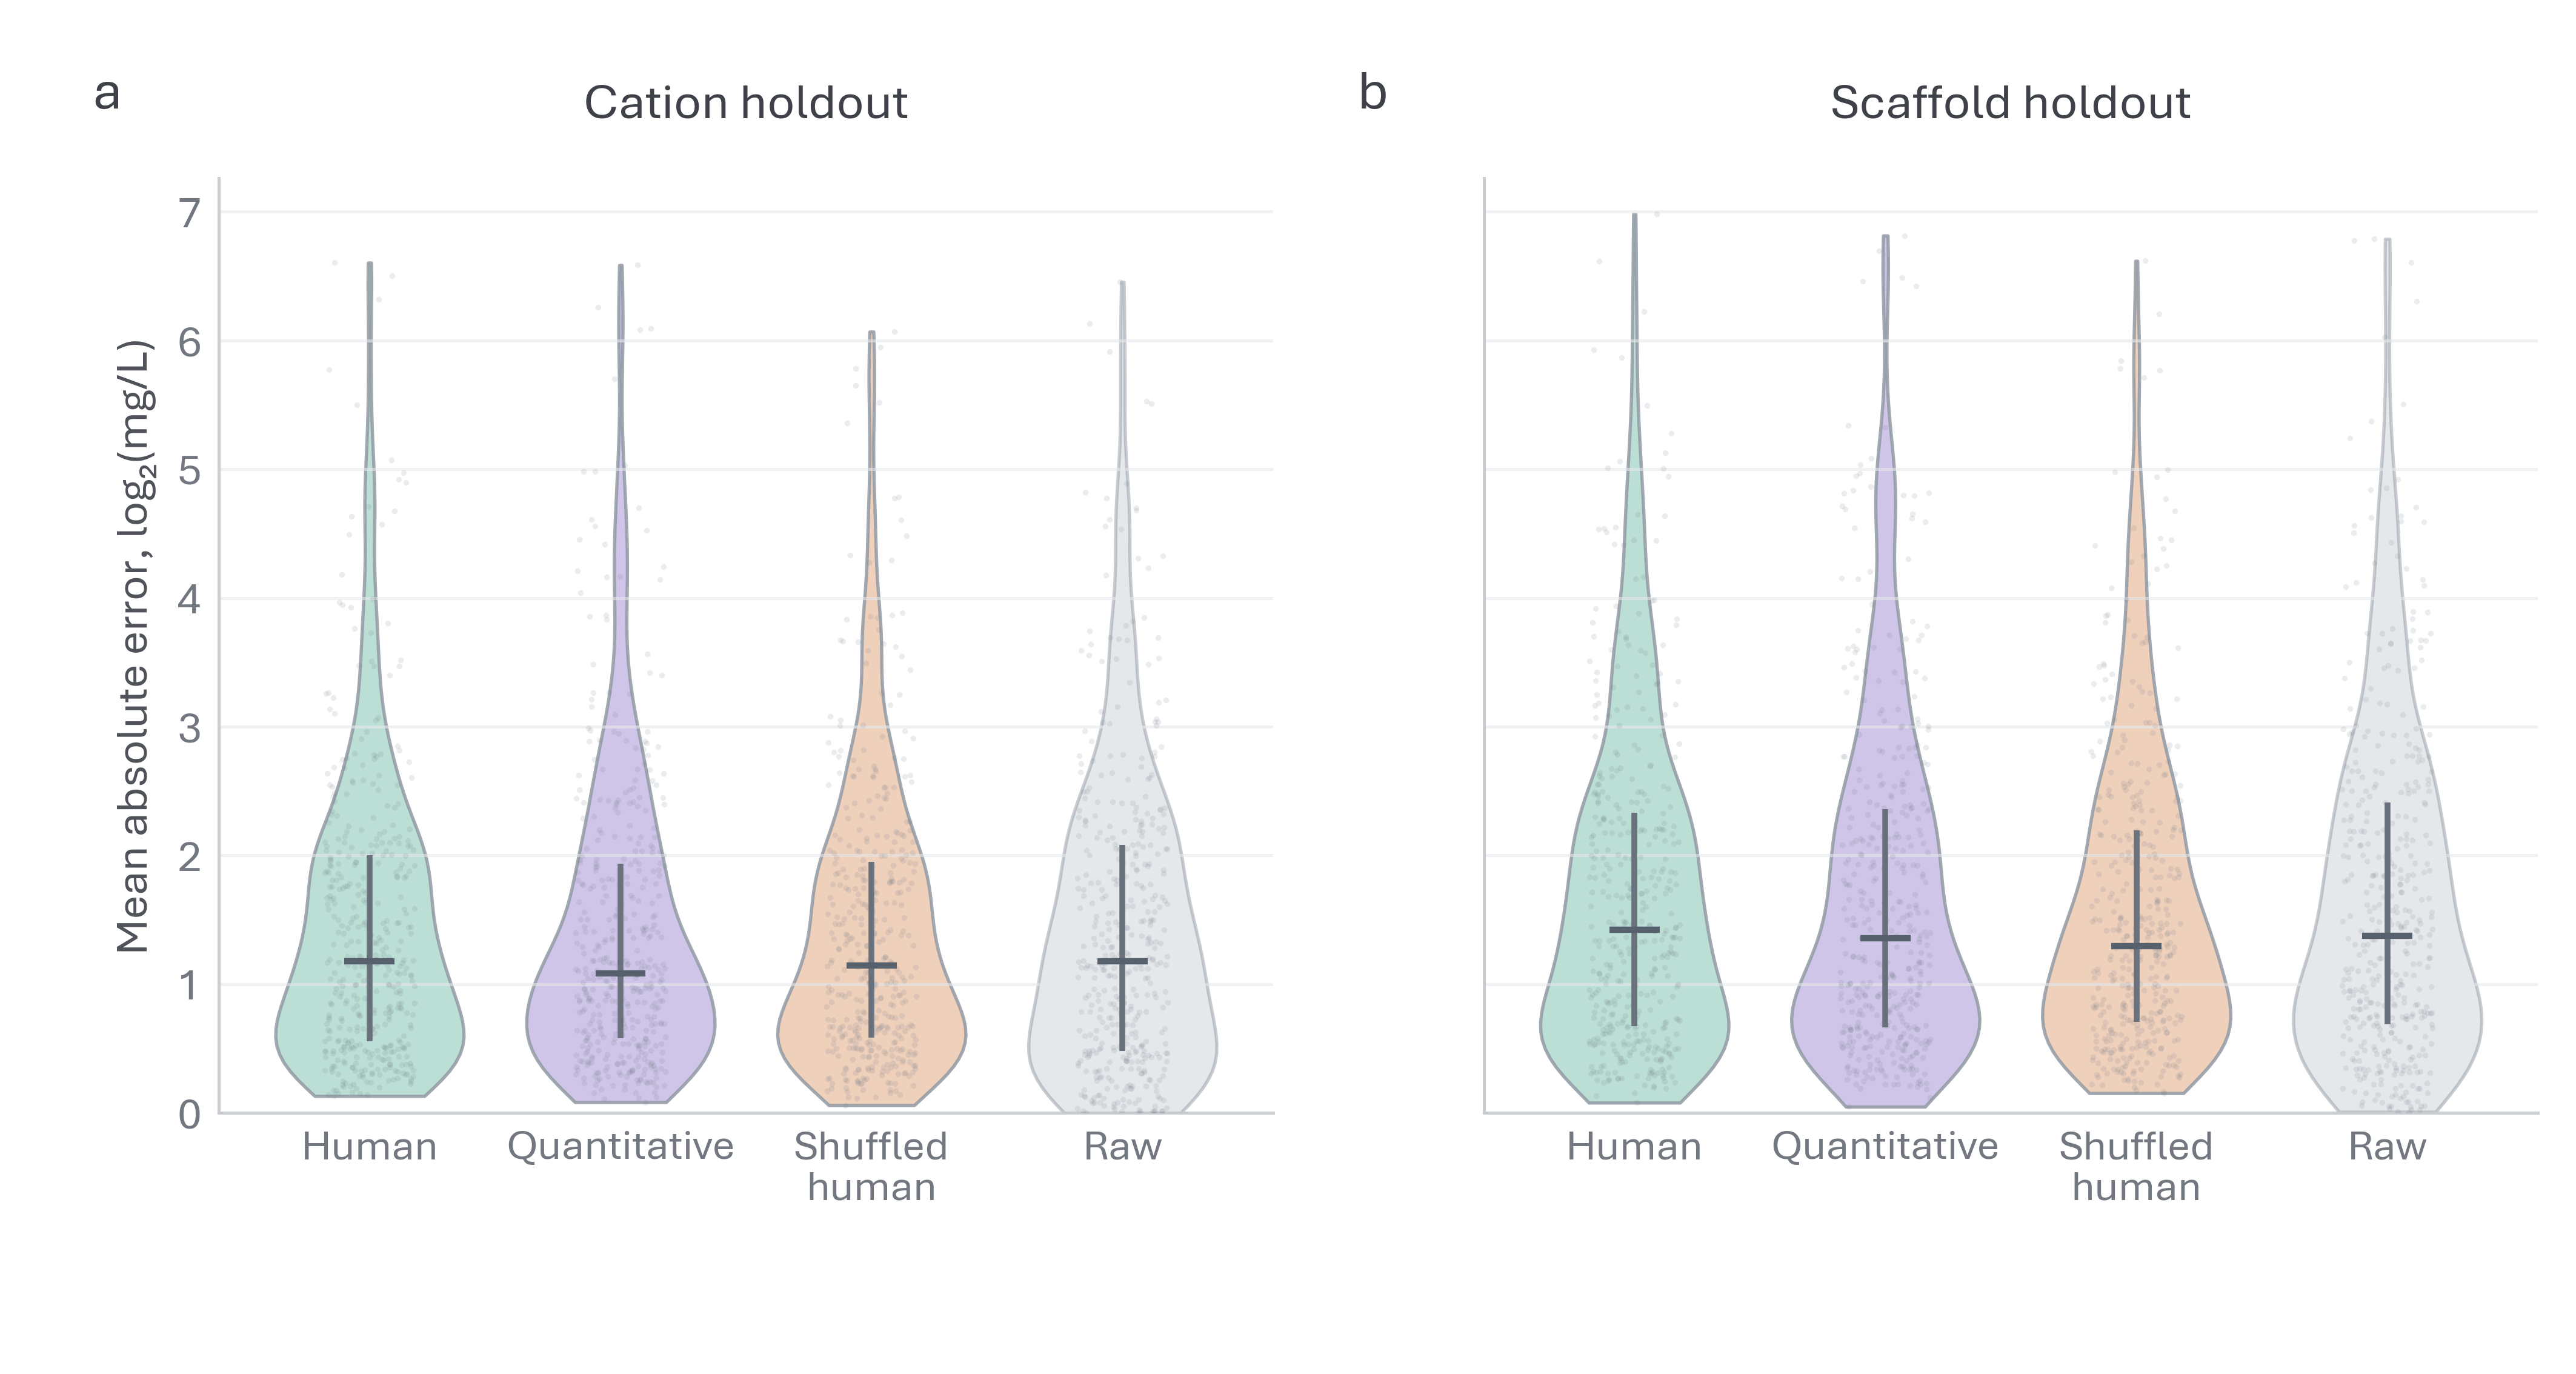 a
Cation holdout
b
Scaffold holdout
Mean absolute error, log₂(mg/L)
7
6
5
4
3
2
1
0
Human
Quantitative
Shuffled
human
Raw
Human
Quantitative
Shuffled
human
Raw